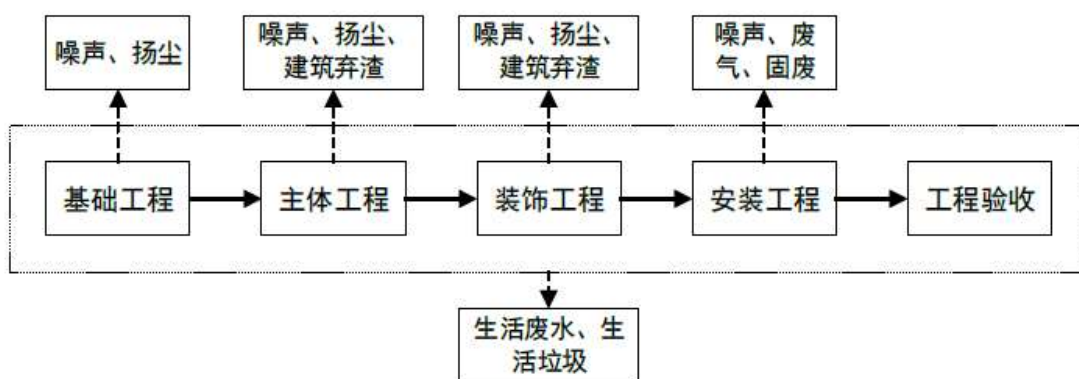 噪声、扬尘
噪声、扬尘、
建筑弃渣
噪声、扬尘、
建筑弃渣
噪声、废
气、固废
基础工程
主体工程
装饰工程
安装工程
工程验收
生活废水、生
活垃圾